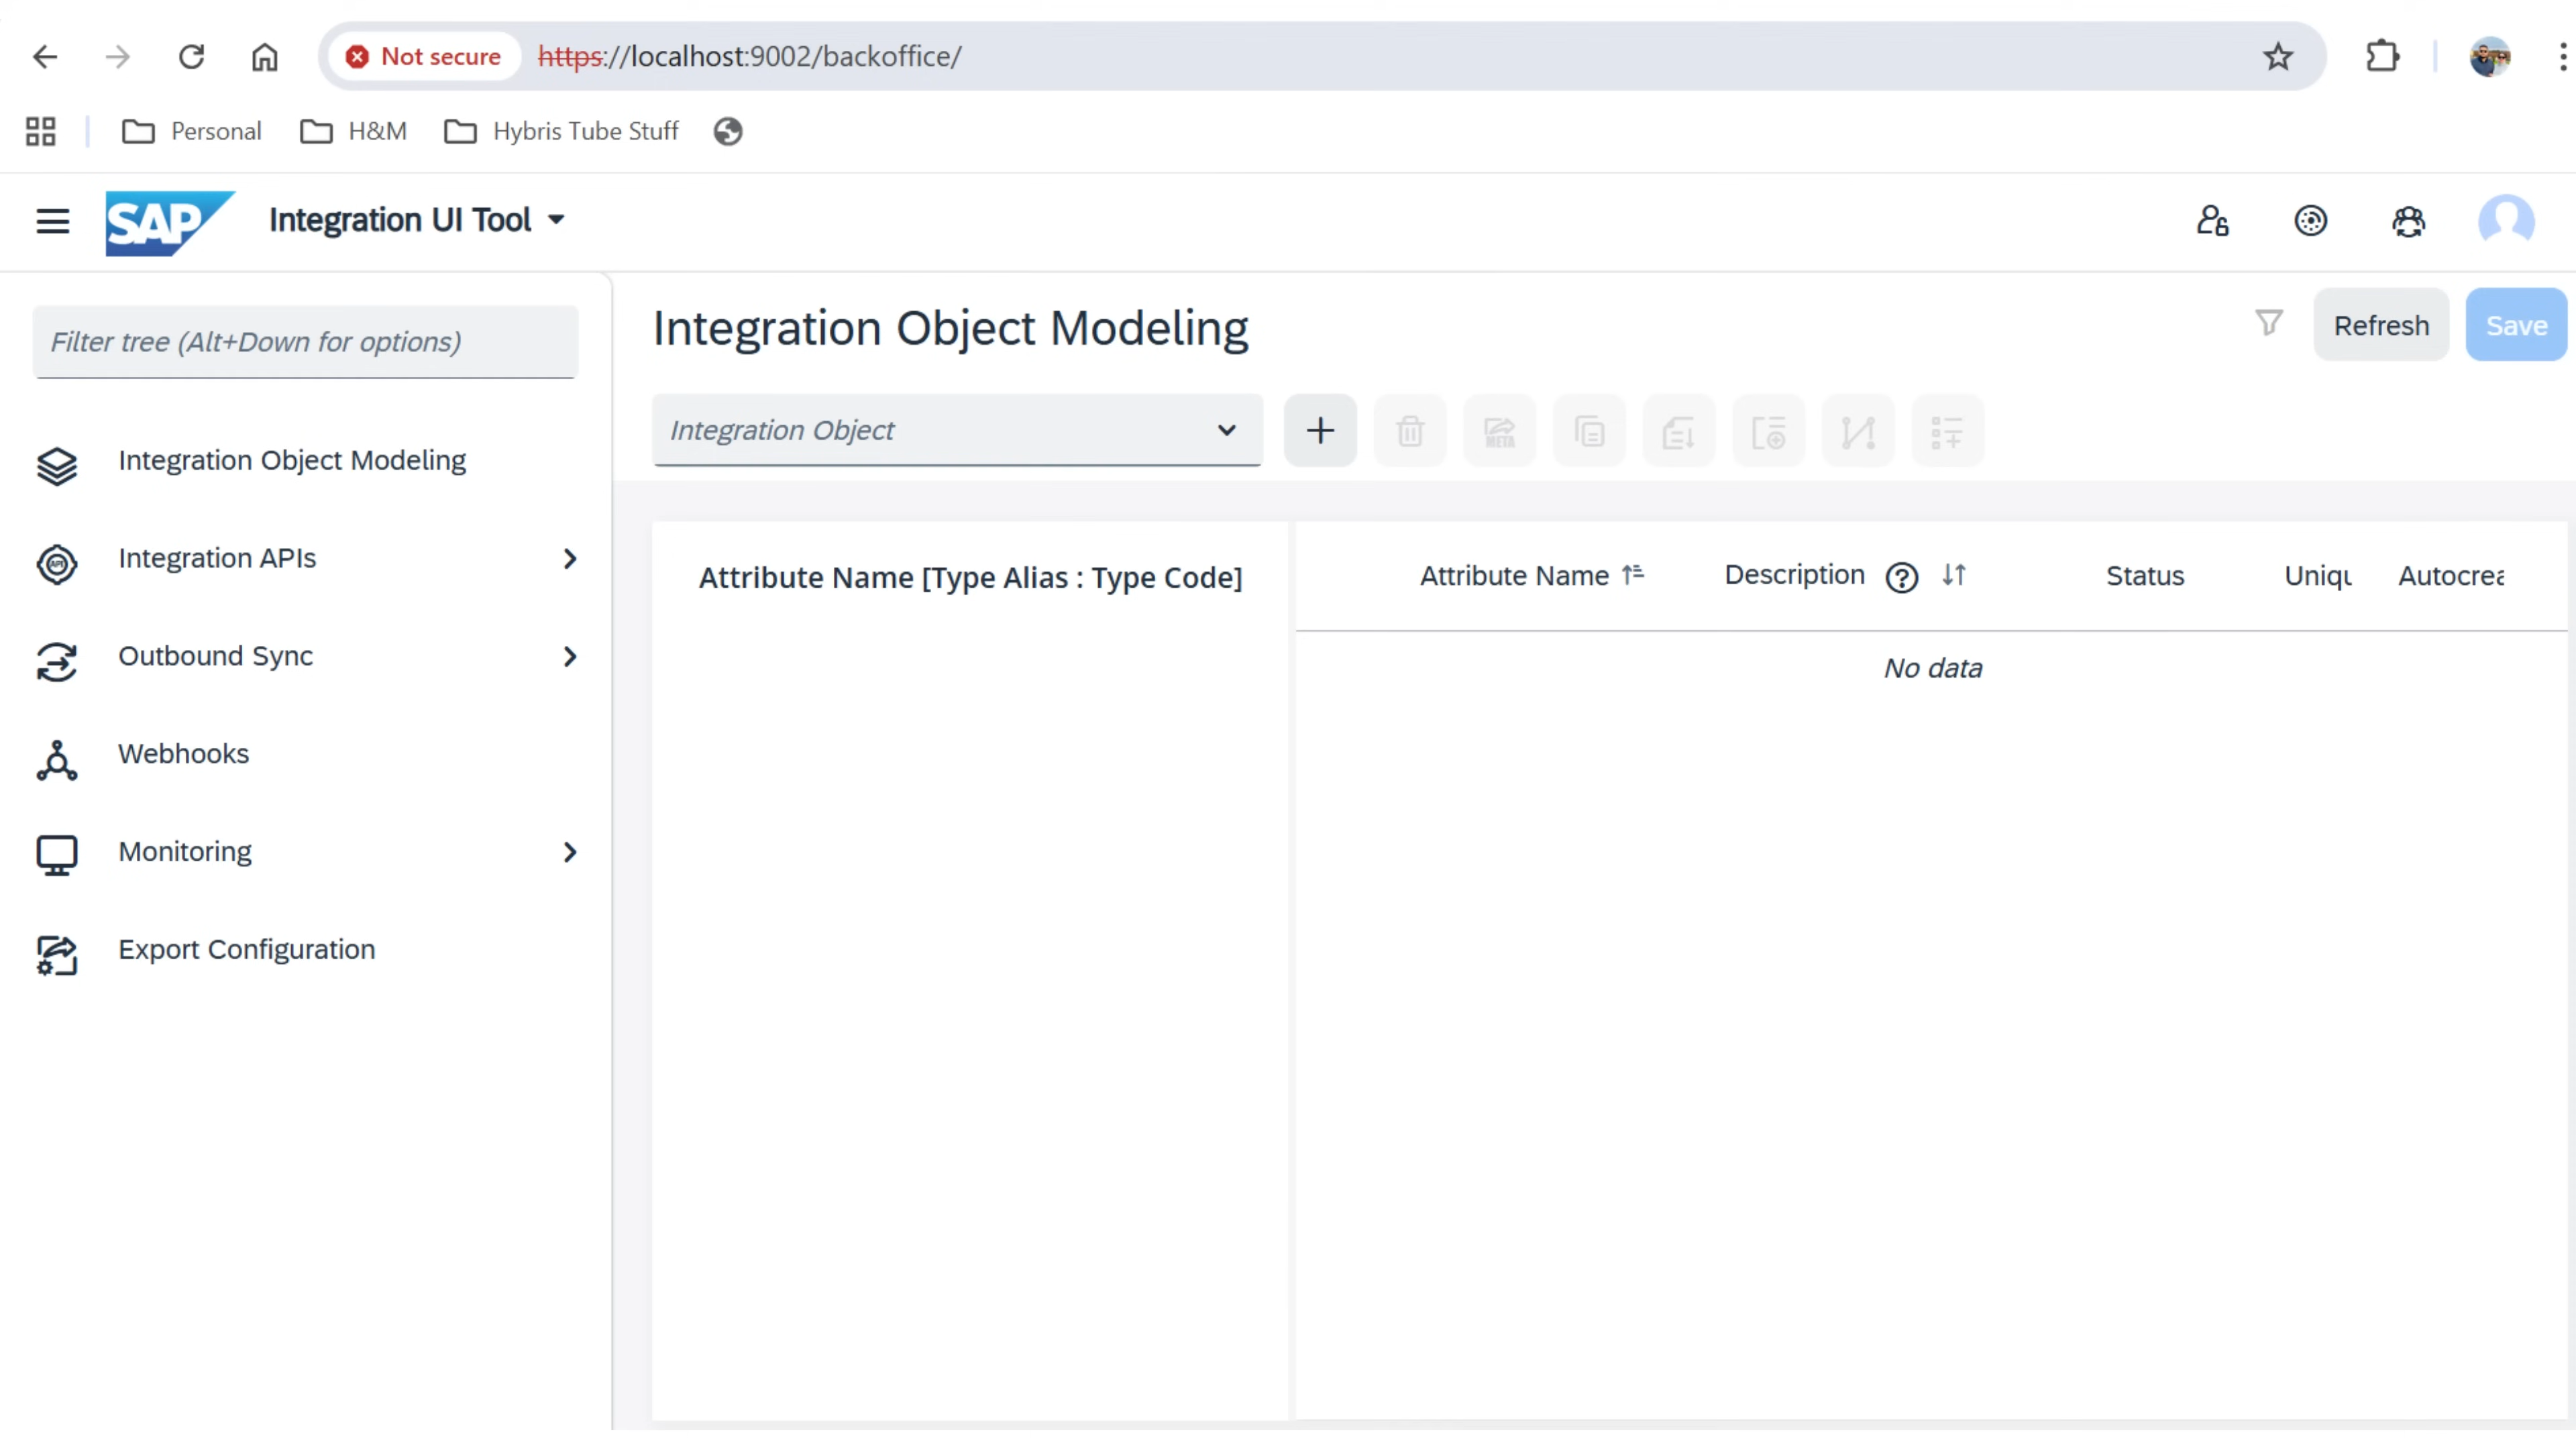 Not secure https://localhost:9002/backoffice/
Personal H&M Hybris Tube Stuff
SAP Integration UI Tool
Filter tree (Alt+Down for options)
Integration Object Modeling
Integration APIs
Outbound Sync
Webhooks
Monitoring
Export Configuration
Integration Object Modeling
Refresh Save
Integration Object
META
Attribute Name [Type Alias : Type Code]
Attribute Name Description Status Uniqu Autocrea
No data